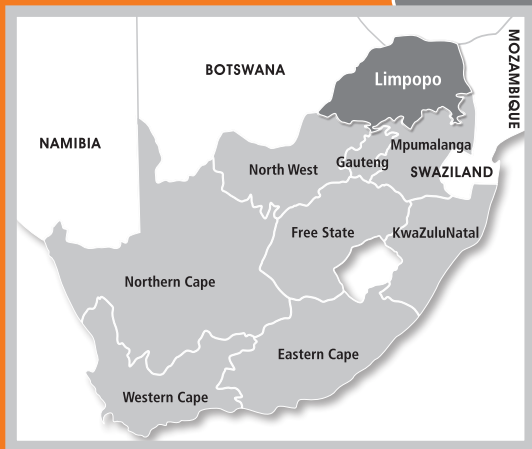 MOZAMBIQUE
BOTSWANA
Limpopo
NAMIBIA
Mpumalanga
Gauteng
North West
SWAZILAND
Free State
KwaZuluNatal
Northern Cape
Eastern Cape
Western Cape